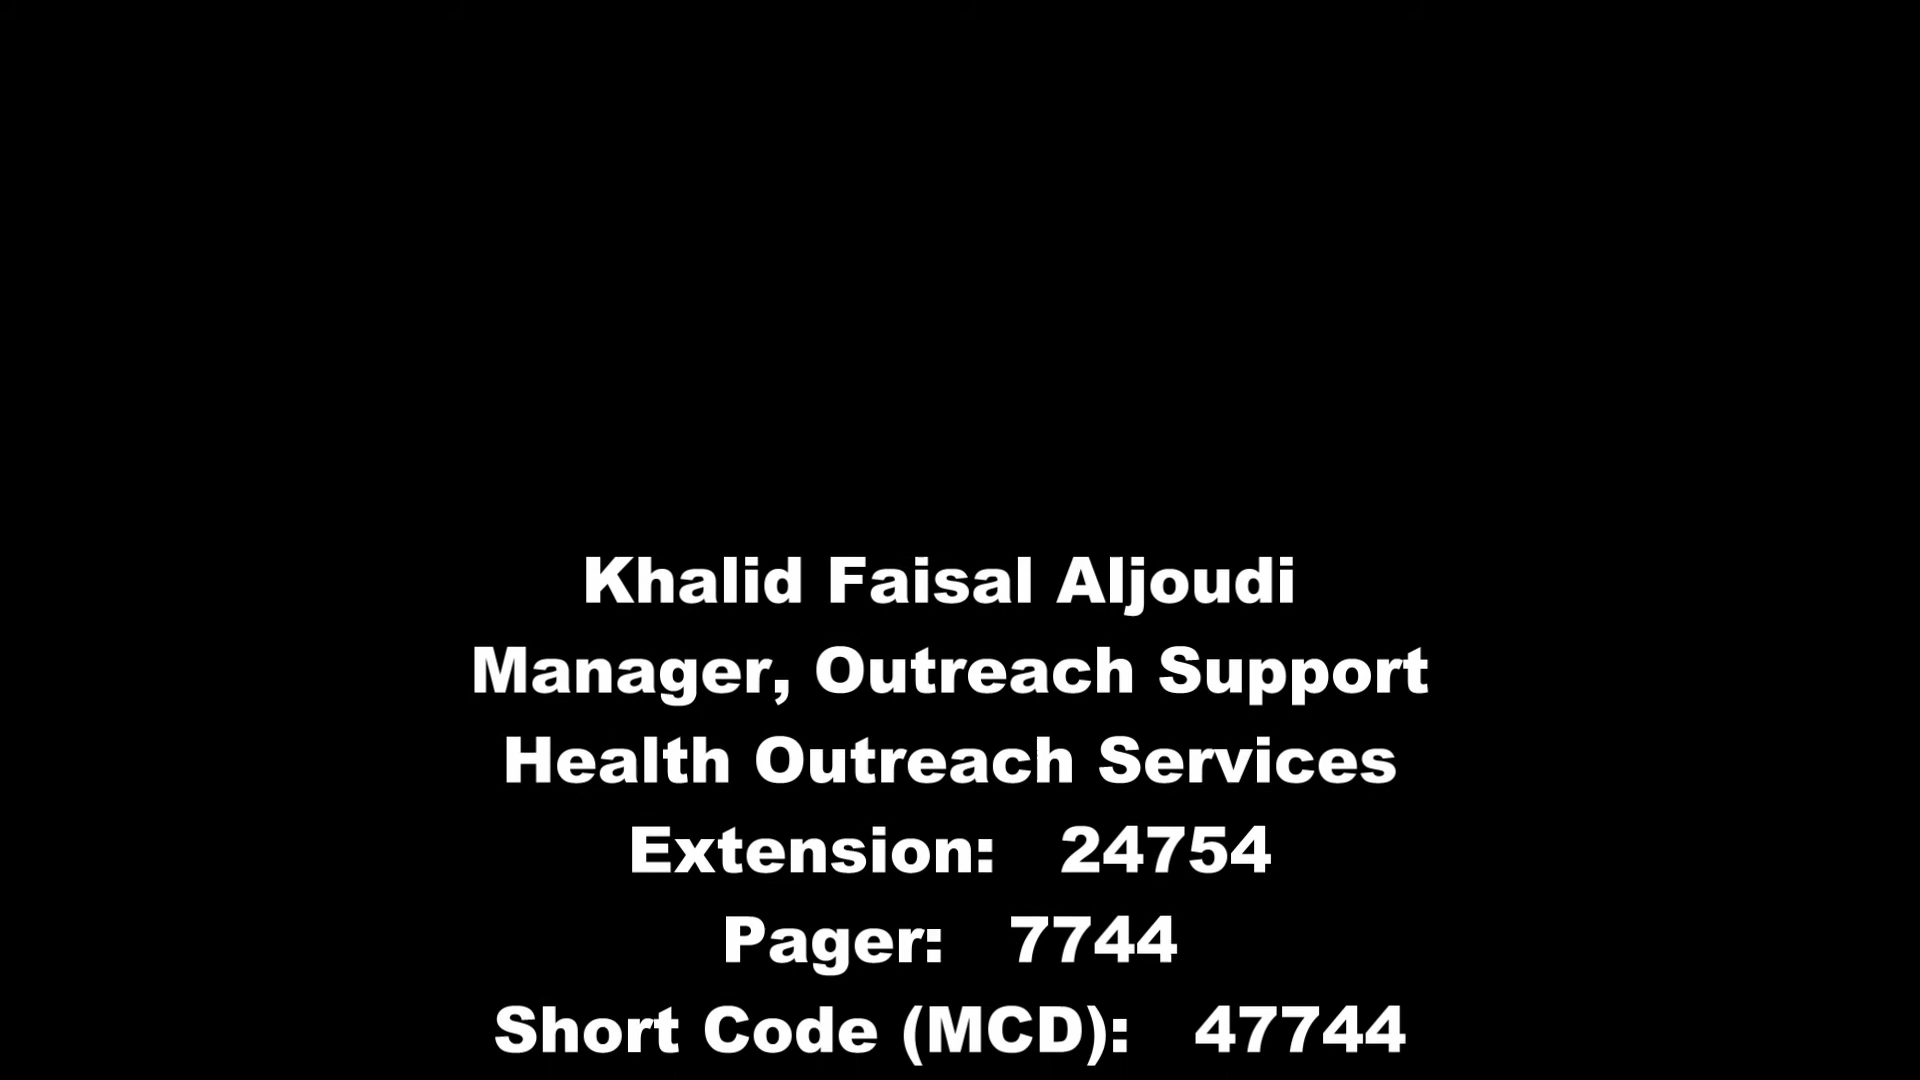 Khalid Faisal Aljoudi
Manager, Outreach Support
Health Outreach Services
Extension: 24754
Pager: 7744
Short Code (MCD): 47744